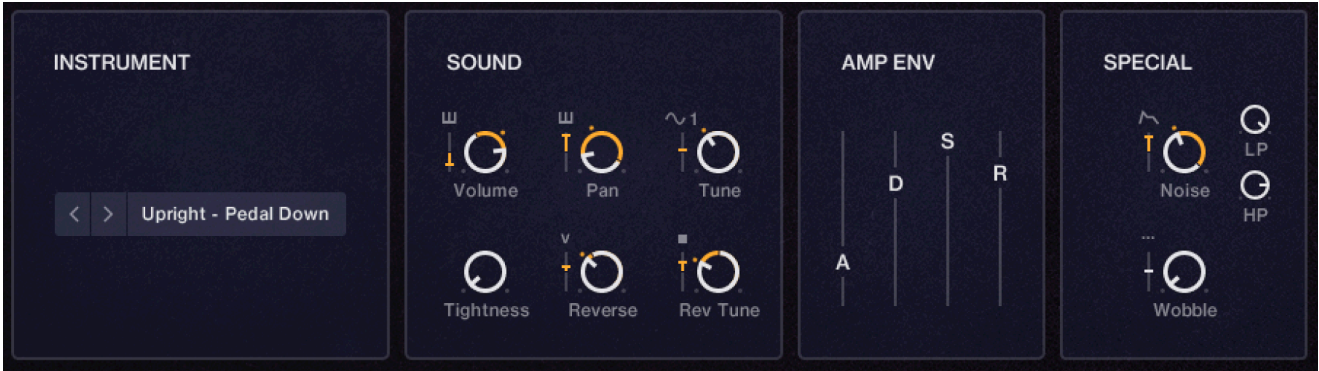 INSTRUMENT
Upright - Pedal Down
SOUND
1
Volume
Pan
Tune
V
Tightness
Reverse
Rev Tune
AMP ENV
A
D
S
R
SPECIAL
Noise
LP
HP
...
Wobble